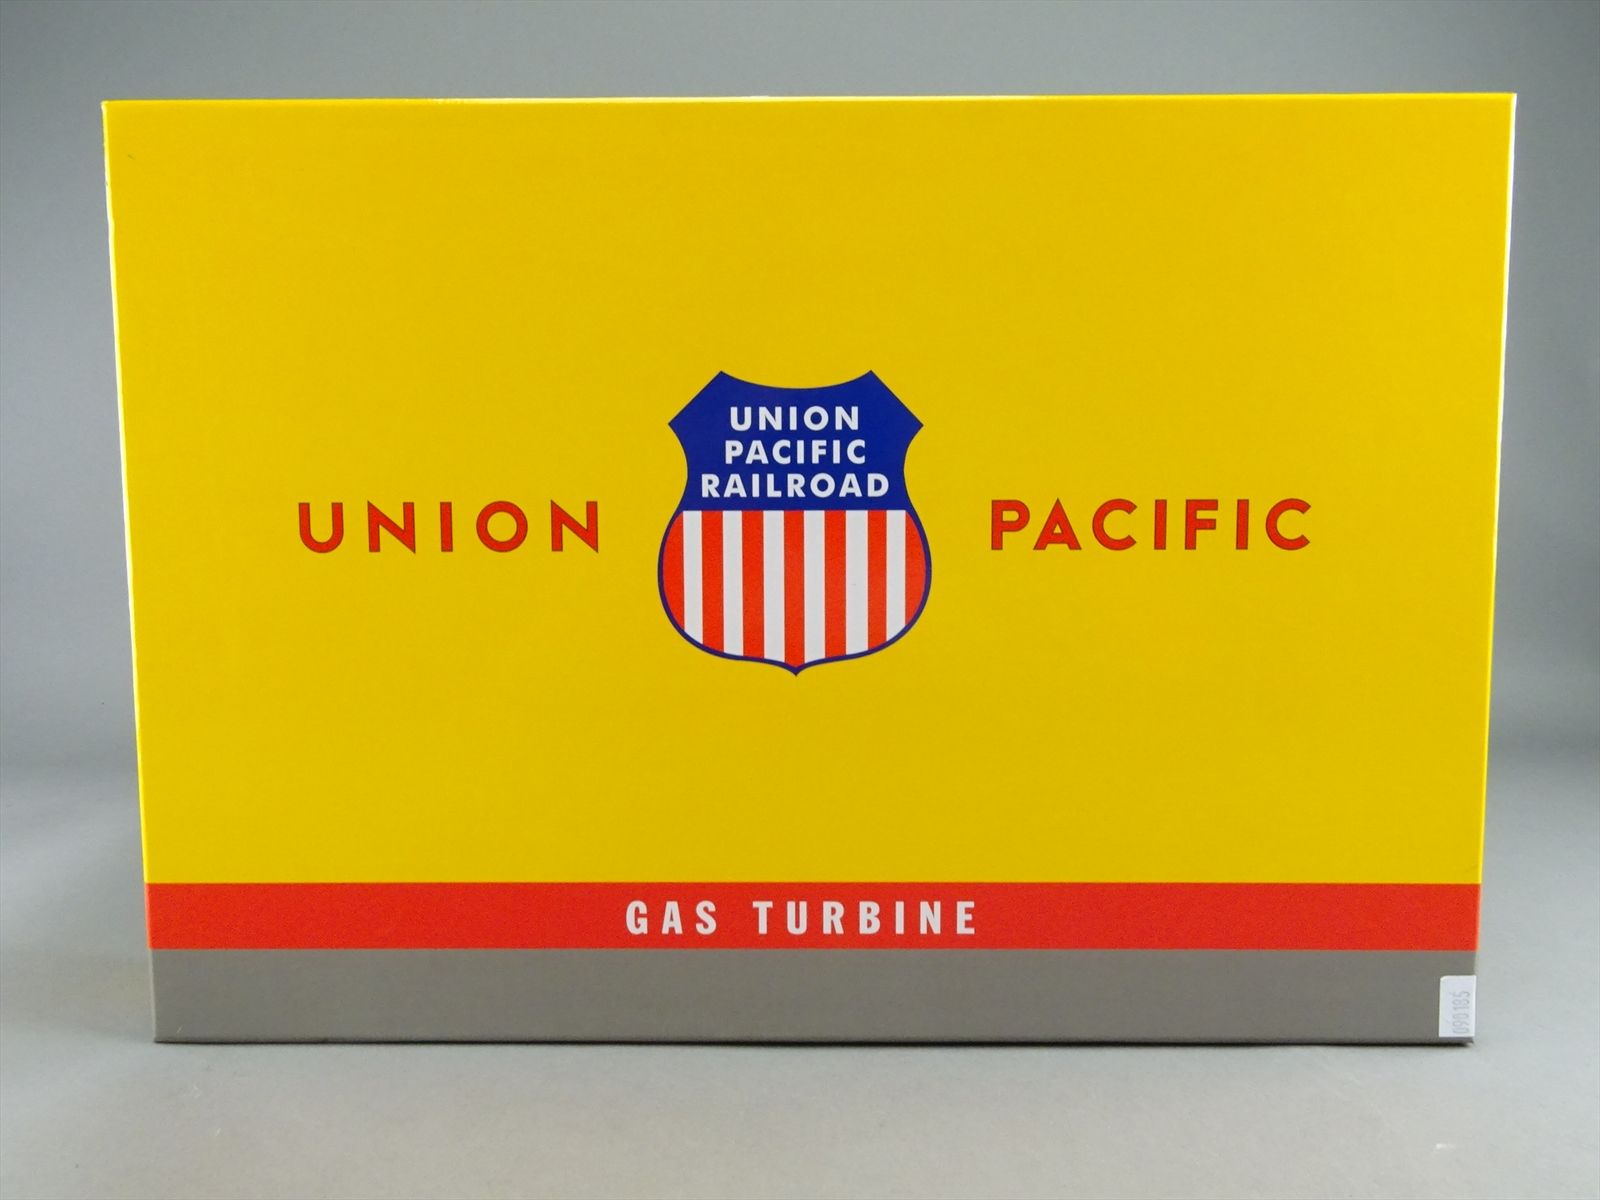 UNION
PACIFIC
RAILROAD
UNION PACIFIC
GAS TURBINE
090185